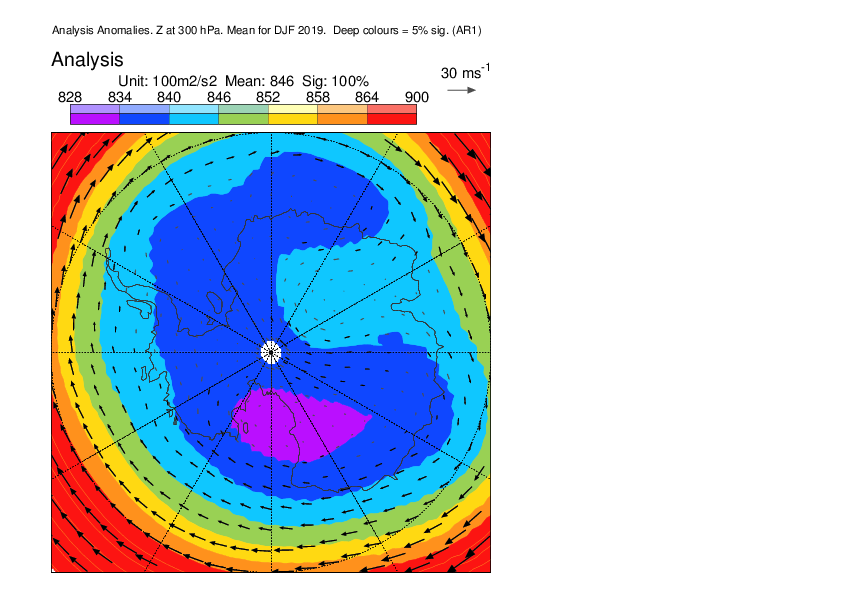 Analysis Anomalies. Z at 300 hPa. Mean for DJF 2019.  Deep colours = 5% sig. (AR1)
Analysis
30 ms-1
Unit: 100m2/s2  Mean: 846  Sig: 100%
828 834 840 846 852 858 864 900